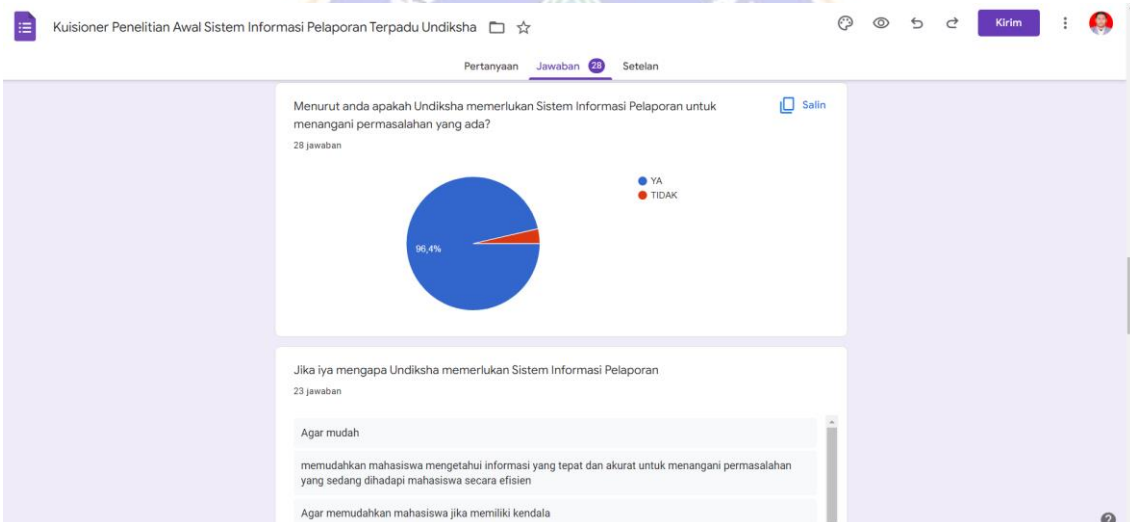 Kuisioner Penelitian Awal Sistem Informasi Pelaporan Terpadu Undiksha
Kirim
Pertanyaan Jawaban 28 Setelan
Menurut anda apakah Undiksha memerlukan Sistem Informasi Pelaporan untuk
menangani permasalahan yang ada?
Salin
28 jawaban
YA
TIDAK
96,4%
Jika iya mengapa Undiksha memerlukan Sistem Informasi Pelaporan
23 jawaban
Agar mudah
memudahkan mahasiswa mengetahui informasi yang tepat dan akurat untuk menangani permasalahan
yang sedang dihadapi mahasiswa secara efisien
Agar memudahkan mahasiswa jika memiliki kendala